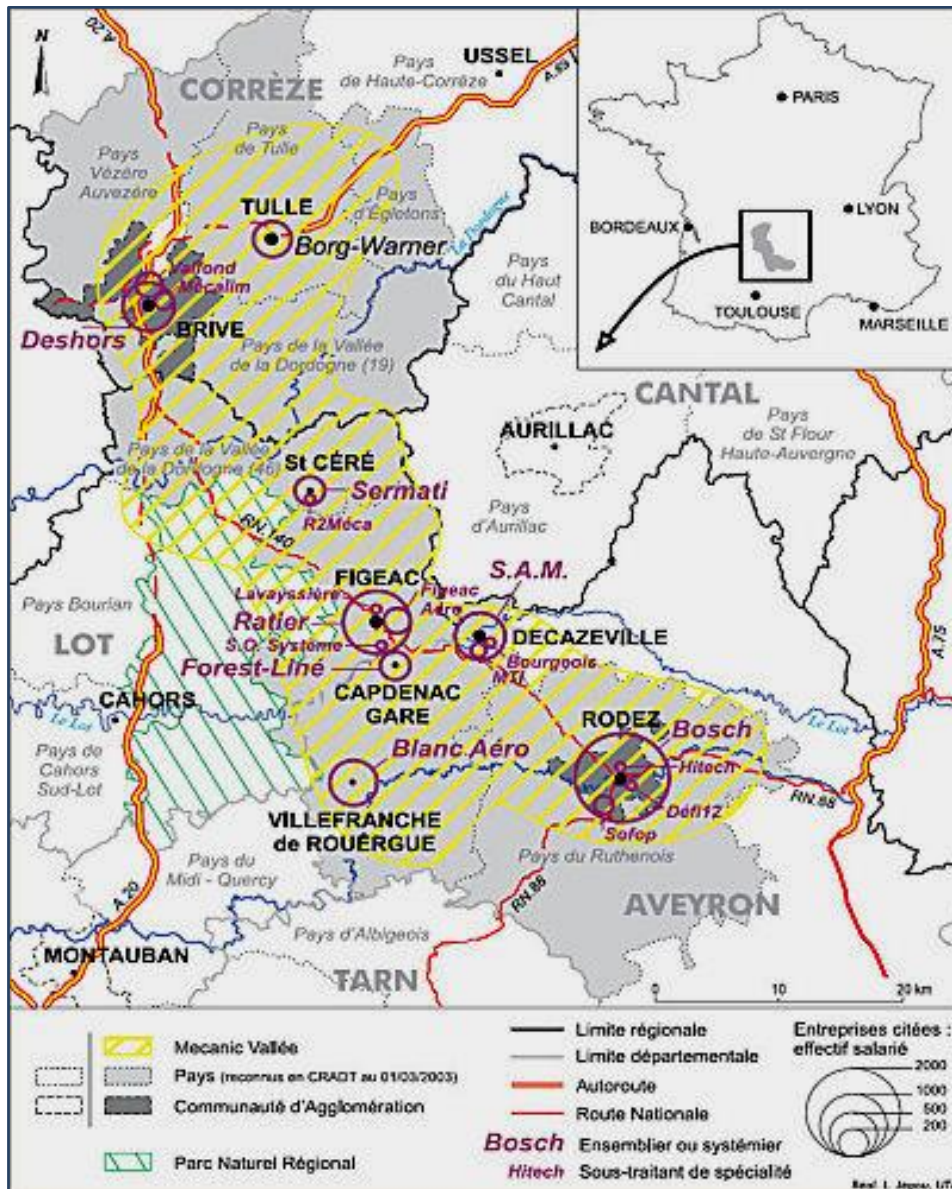 N
A.20
USSEL
Pays
de Haute-Corrèze
A.89
CORRÈZE
Pays
de Tulle
Pays
Vézère
Auvezère
TULLE
Borg-Warner
Pays
d'Egletons
La Dordogne
Valfond
Mécalim
Deshors
BRIVE
Pays de la Vallée
de la Dordogne (19)
Pays
du Haut
Cantal
PARIS
LYON
BORDEAUX
TOULOUSE
MARSEILLE
CANTAL
AURILLAC
Pays
de St Flour
Haute-Auvergne
Pays
d'Aurillac
Pays de la Vallée
de la Dordogne (46)
St CÉRÉ
Sermati
R2Méca
RN.140
FIGEAC
Lavayssière
Figeac
Aéro
Ratier
S.O. Système
Forest-Liné
CAPDENAC
GARE
S.A.M.
DECAZEVILLE
Bourgeois
MTI
Pays Bourian
LOT
CAHORS
Le Lot
Pays de
Cahors
Sud-Lot
Blanc Aéro
VILLEFRANCHE
de ROUERGUE
RODEZ
Bosch
Hitech
Défi12
Sofop
Le Lot
A.75
RN.88
Pays du Ruthenois
RN.88
AVEYRON
Pays du
Midi - Quercy
A.20
MONTAUBAN
Pays d'Albigeois
TARN
0 10 20 km
Mecanic Vallée
Pays (reconnus en CRADT au 01/03/2003)
Communauté d'Agglomération
Parc Naturel Régional
Limite régionale
Limite départementale
Autoroute
Route Nationale
Bosch Ensemblier ou systémier
Hitech Sous-traitant de spécialité
Entreprises citées :
effectif salarié
2000
1000
500
200